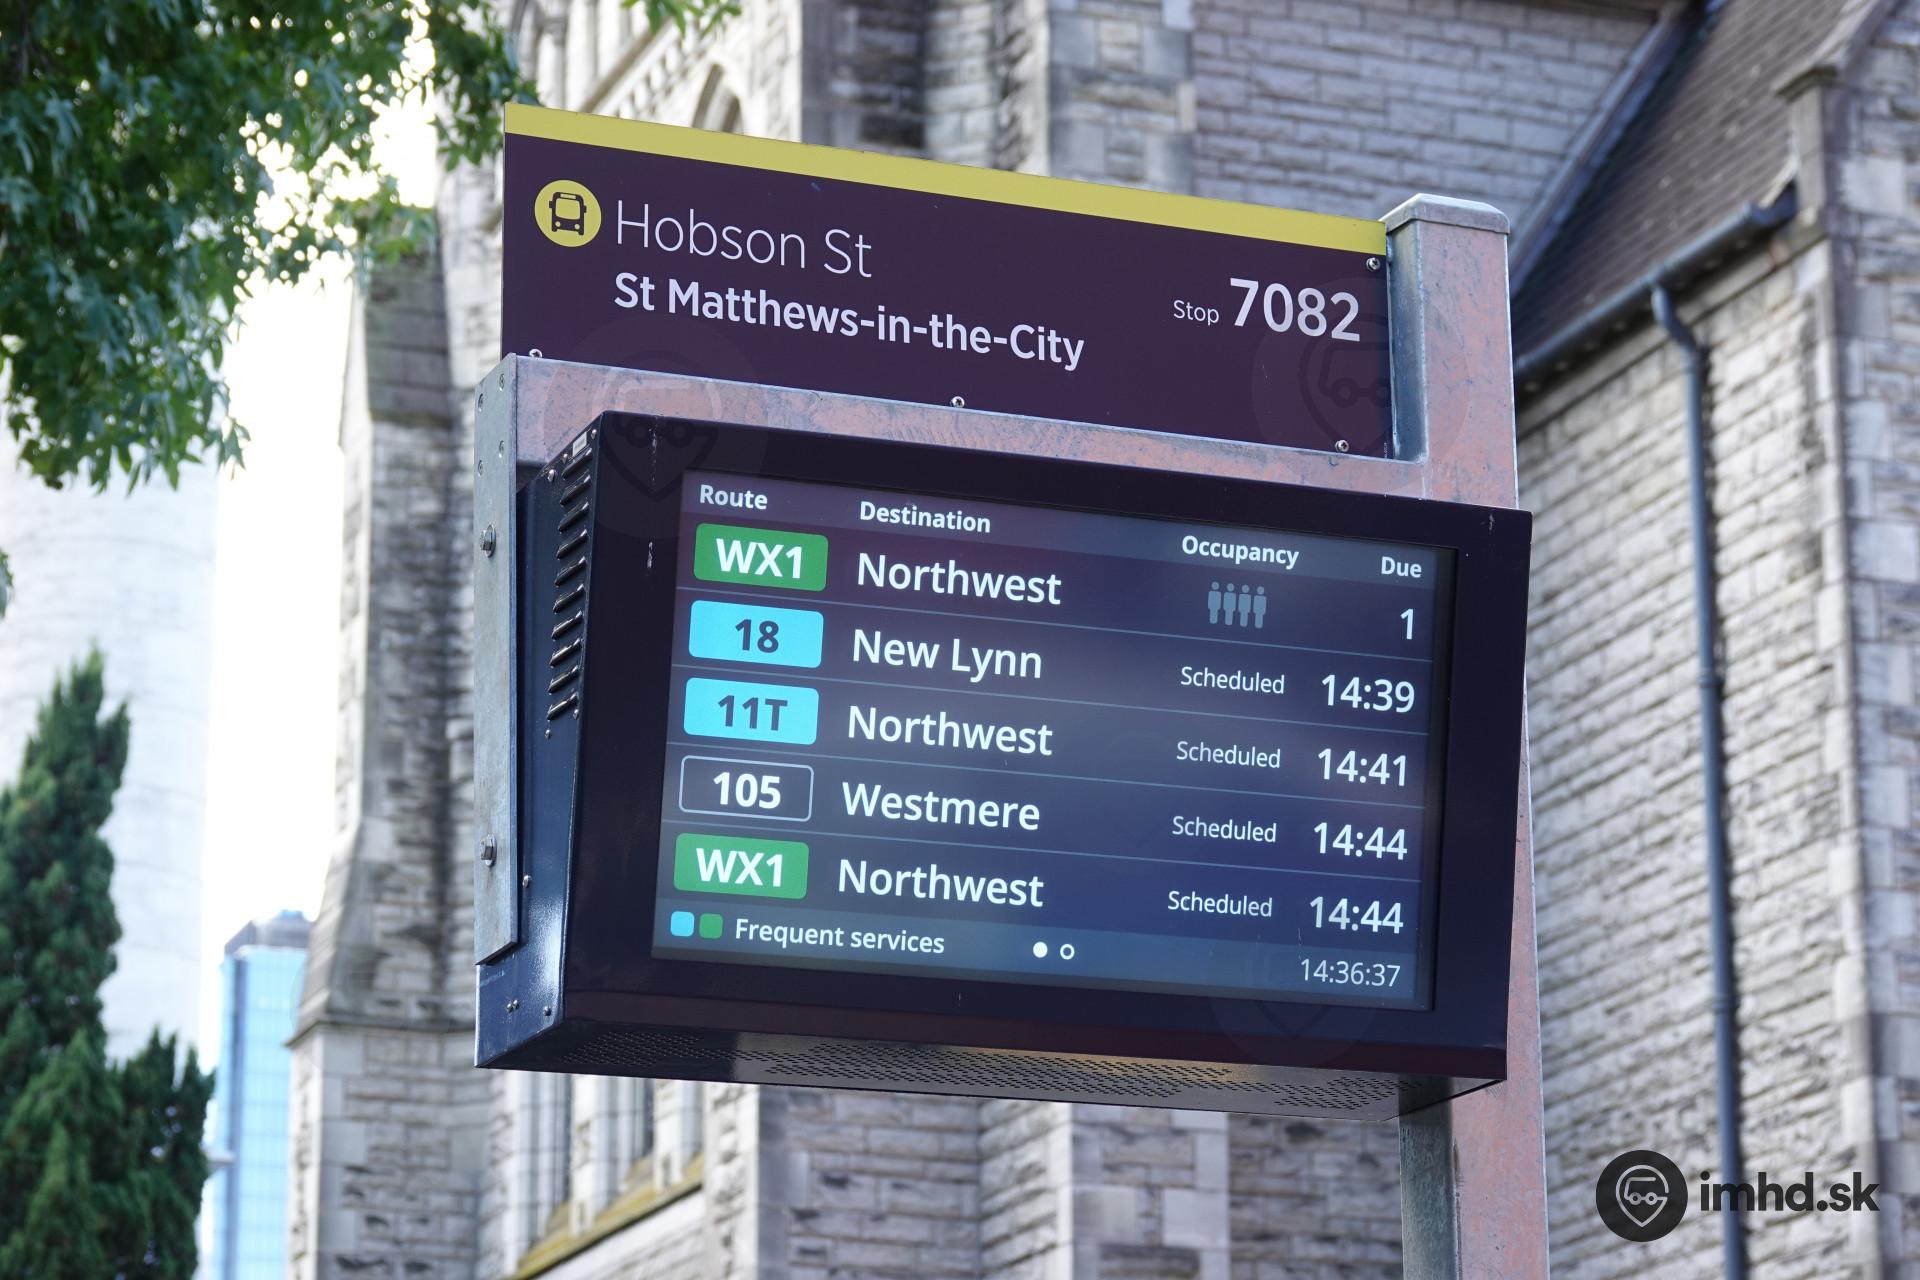 Hobson St
St Matthews-in-the-City
Stop 7082
Route Destination Occupancy Due
WX1 Northwest 1
18 New Lynn Scheduled 14:39
11T Northwest Scheduled 14:41
105 Westmere Scheduled 14:44
WX1 Northwest Scheduled 14:44
Frequent services 14:36:37
imhd.sk